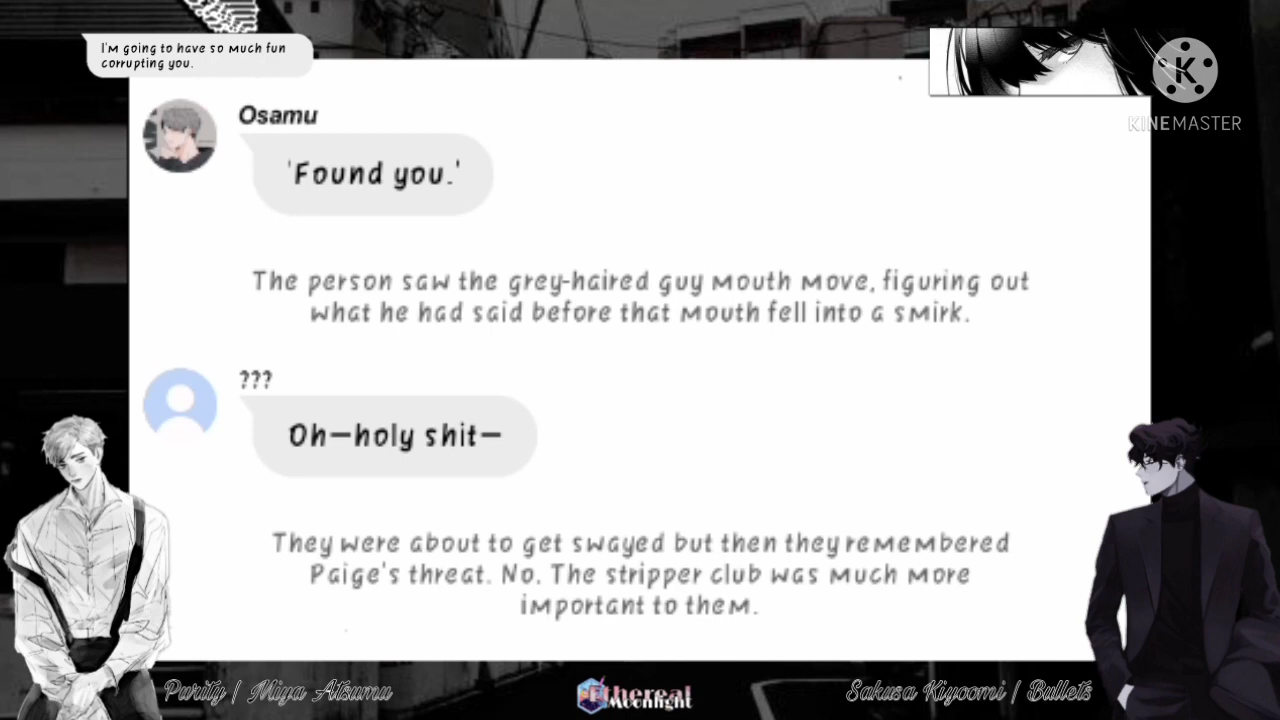 I'm going to have so much fun
corrupting you.
KINEMASTER
Osamu
'Found you.'
The person saw the grey-haired guy mouth move, figuring out
what he had said before that mouth fell into a smirk.
???
Oh—holy shit—
They were about to get swayed but then they remembered
Paige's threat. No. The stripper club was much more
important to them.
Purity | Miya Atsumu
Ethereal
Moonlight
Sakusa Kiyoomi | Bullets